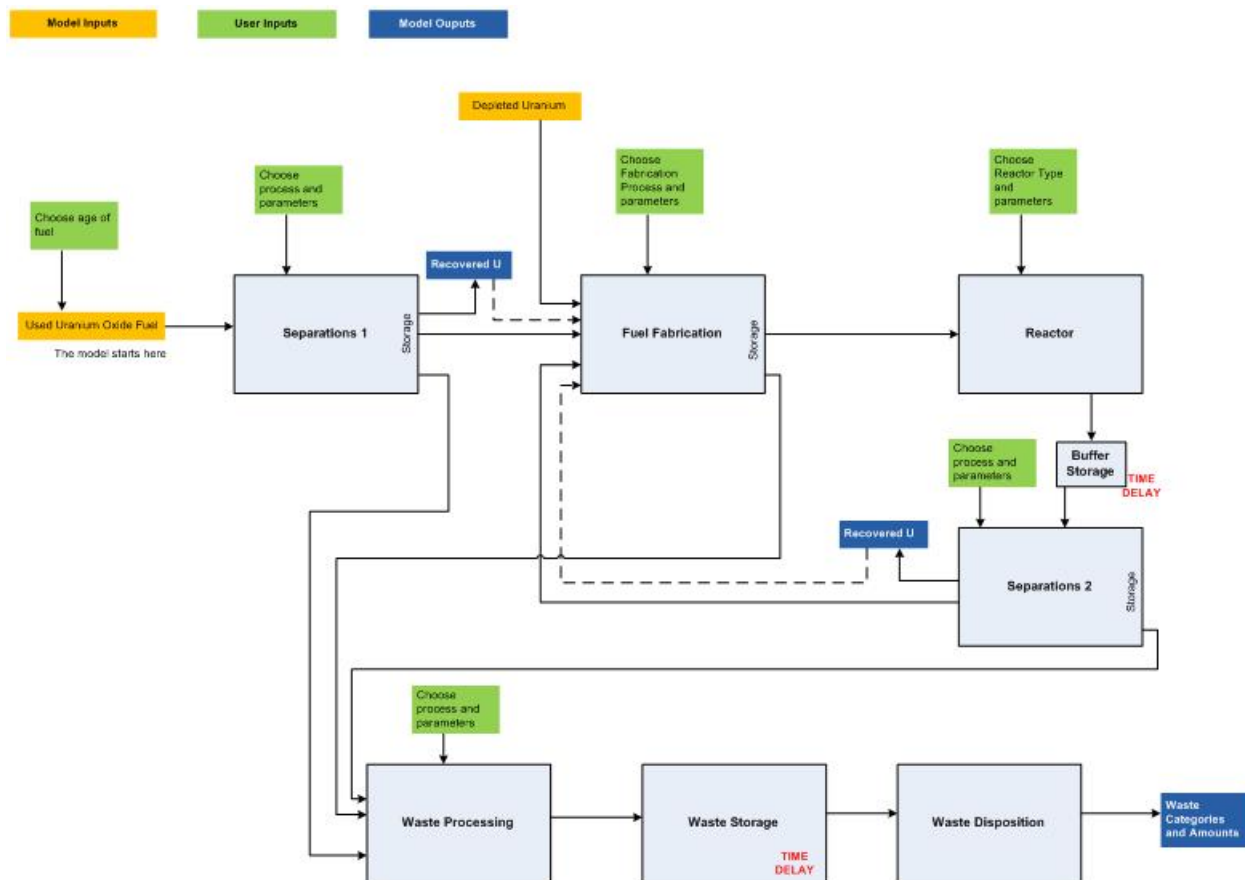 Model Inputs
User Inputs
Model Ouputs
Depleted Uranium
Choose
process and
parameters
Choose
Fabrication
Process and
parameters
Choose
Reactor Type
and
parameters
Choose age of
fuel
Recovered U
Used Uranium Oxide Fuel
The model starts here
Separations 1
Storage
Fuel Fabrication
Storage
Reactor
Choose
process and
parameters
Buffer
Storage
TIME
DELAY
Recovered U
Separations 2
Storage
Choose
process and
parameters
Waste Processing
Waste Storage
TIME
DELAY
Waste Disposition
Waste
Categories
and Amounts